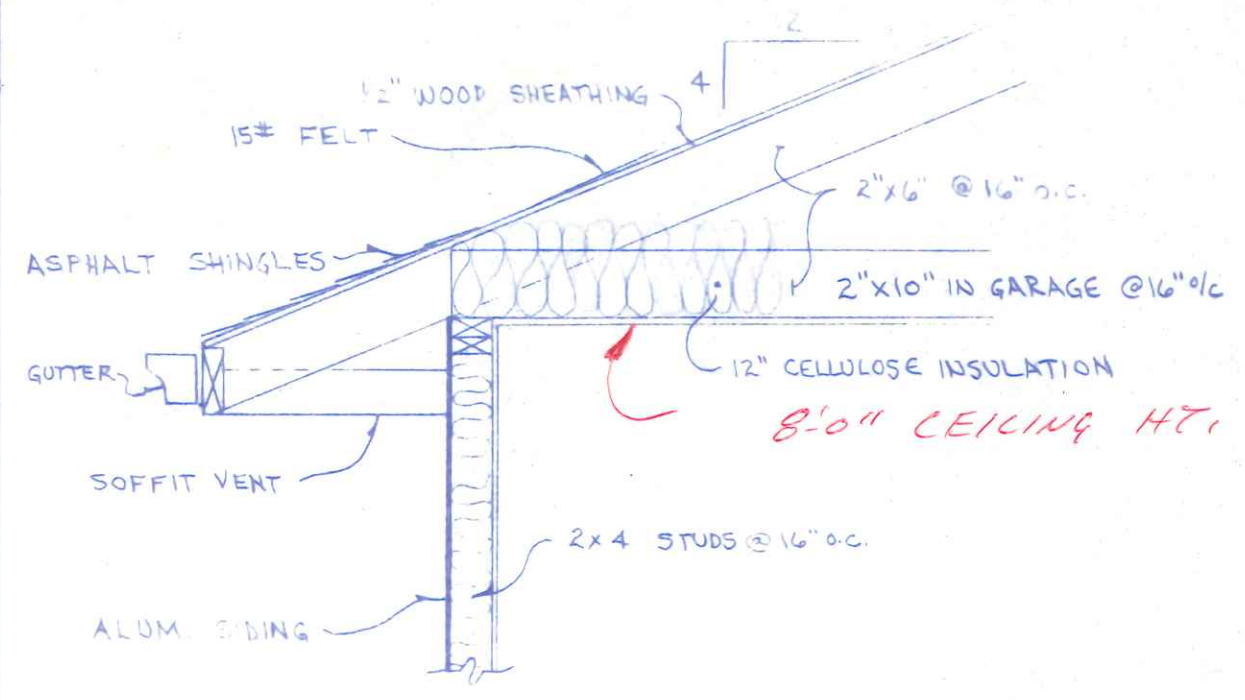 2
4
1/2" WOOD SHEATHING
15# FELT
2"x6" @ 16" o.c.
ASPHALT SHINGLES
2"x10" IN GARAGE @16"o/c
GUTTER
12" CELLULOSE INSULATION
8'-0" CEILING HT.
SOFFIT VENT
2x4 STUDS @ 16" o.c.
ALUM. SIDING